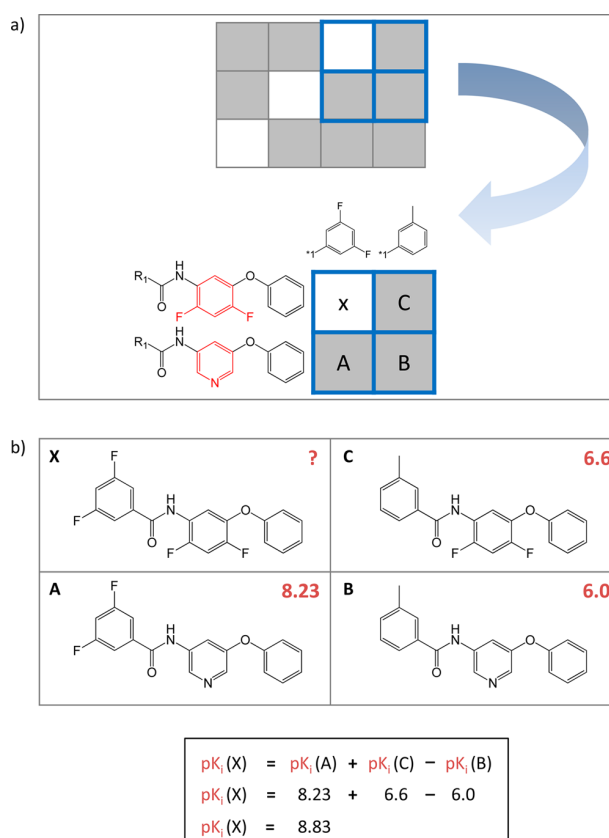 a)
F
F
*1
*1
H
N
R1
O
O
F
F
x
C
H
N
R1
O
O
N
A
B
b)
X
?
F
F
H
N
O
O
F
F
C
6.6
H
N
O
O
F
F
A
8.23
F
F
H
N
O
O
N
B
6.0
H
N
O
O
N
pKi(X) = pKi(A) + pKi(C) − pKi(B)
pKi(X) = 8.23 + 6.6 − 6.0
pKi(X) = 8.83